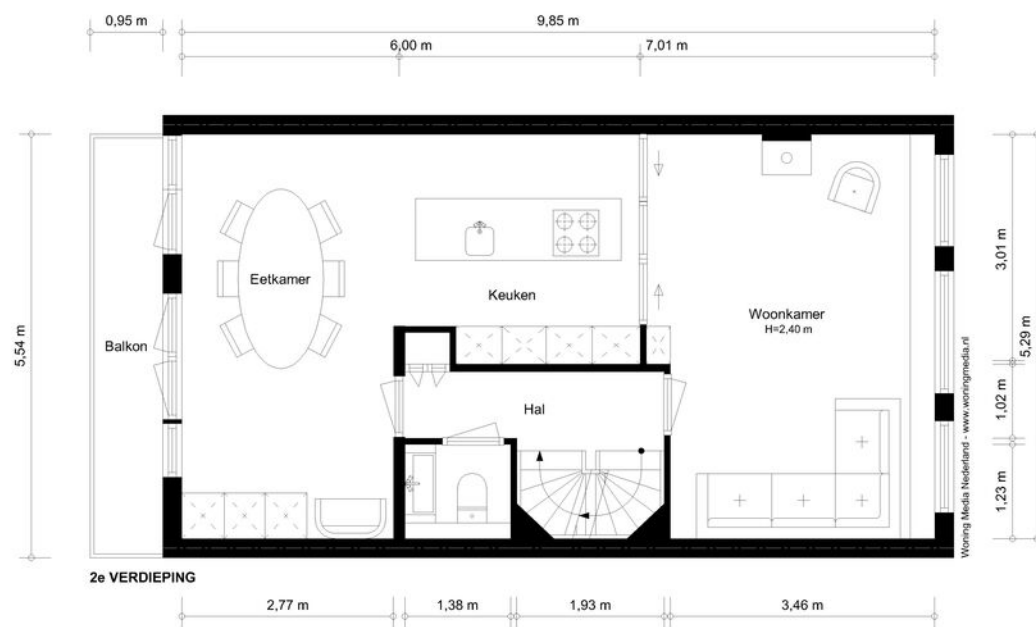 0,95 m
9,85 m
6,00 m
7,01 m
5,54 m
Eetkamer
Keuken
Woonkamer
H=2,40 m
Balkon
Hal
3,01 m
5,29 m
1,02 m
1,23 m
Woning Media Nederland - www.woningmedia.nl
2e VERDIEPING
2,77 m
1,38 m
1,93 m
3,46 m